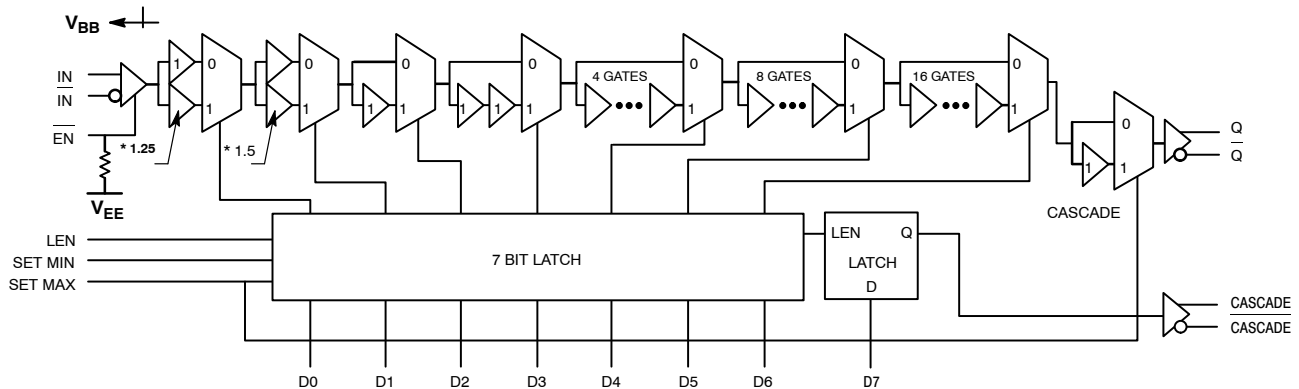 VBB
IN
IN
EN
VEE
1
0
1
* 1.25
0
1
* 1.5
0
1
1
0
1
1
1
4 GATES
0
1
8 GATES
0
1
16 GATES
0
1
0
1
1
CASCADE
Q
Q
LEN
SET MIN
SET MAX
7 BIT LATCH
LEN
Q
LATCH
D
CASCADE
CASCADE
D0
D1
D2
D3
D4
D5
D6
D7